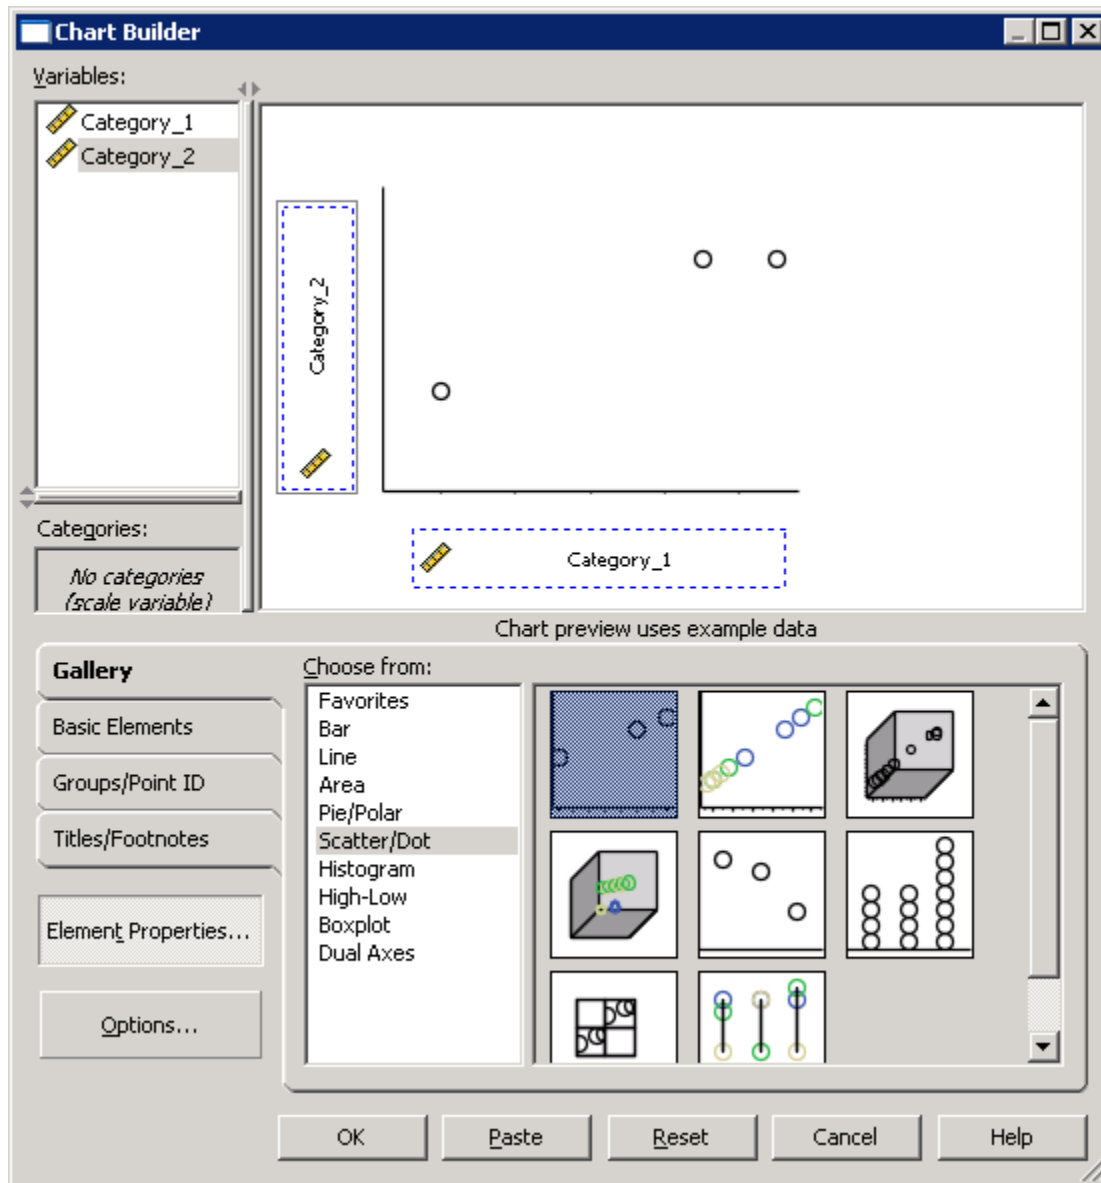 Chart Builder
Variables:
Category_1
Category_2
Category_2
Category_1
Categories:
No categories
(scale variable)
Chart preview uses example data
Gallery
Basic Elements
Groups/Point ID
Titles/Footnotes
Element Properties...
Options...
Choose from:
Favorites
Bar
Line
Area
Pie/Polar
Scatter/Dot
Histogram
High-Low
Boxplot
Dual Axes
OK
Paste
Reset
Cancel
Help